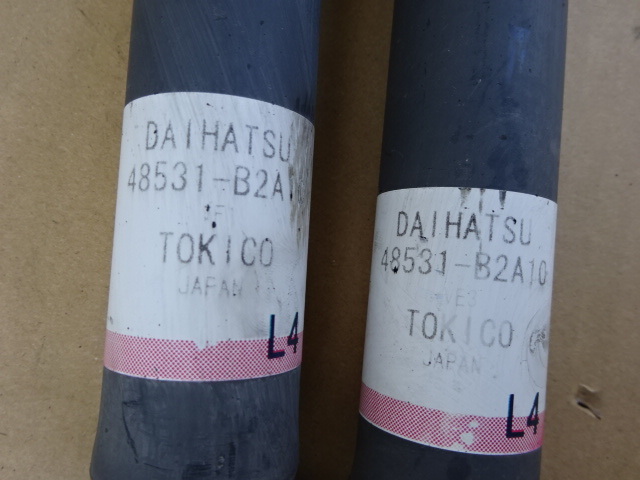 DAIHATSU
48531-B2A1
TOKICO
JAPAN
L4
DAIHATSU
48531-B2A10
TOKICO
JAPAN
L4